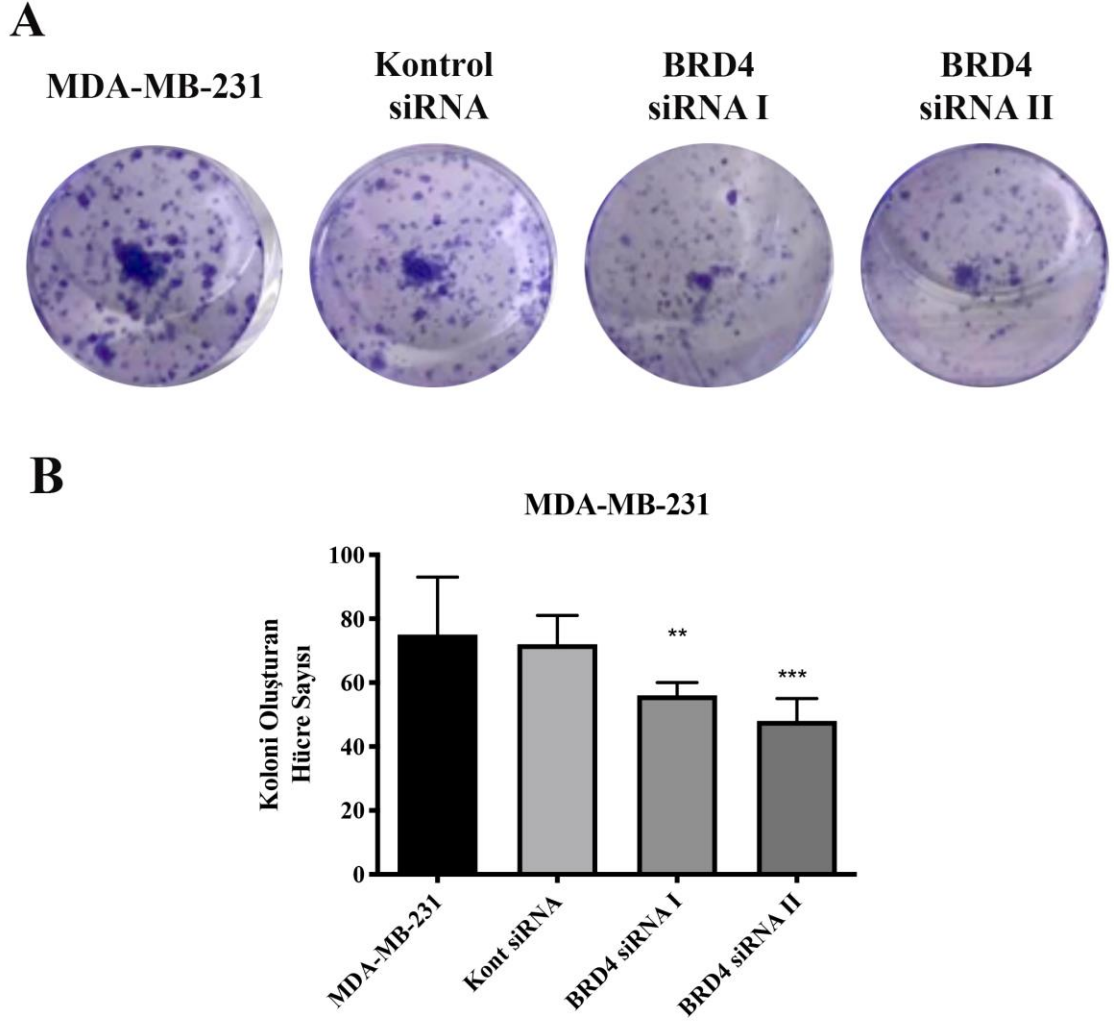 A
MDA-MB-231
Kontrol
siRNA
BRD4
siRNA I
BRD4
siRNA II
B
MDA-MB-231
Koloni Oluşturan
Hücre Sayısı
100
80
60
40
20
0
**
***
MDA-MB-231
Kont siRNA
BRD4 siRNA I
BRD4 siRNA II